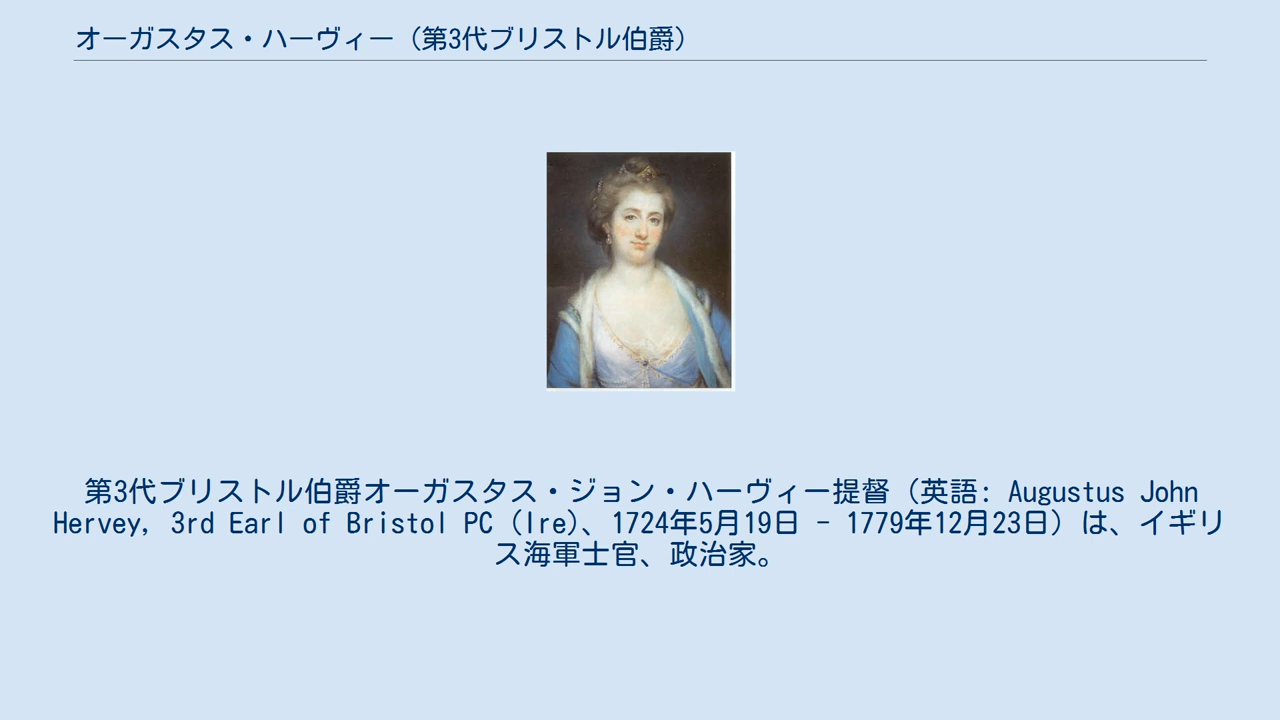 オーガスタス・ハーヴィー（第3代ブリストル伯爵）
第3代ブリストル伯爵オーガスタス・ジョン・ハーヴィー提督（英語: Augustus John
Hervey, 3rd Earl of Bristol PC (Ire)、1724年5月19日 - 1779年12月23日）は、イギリ
ス海軍士官、政治家。